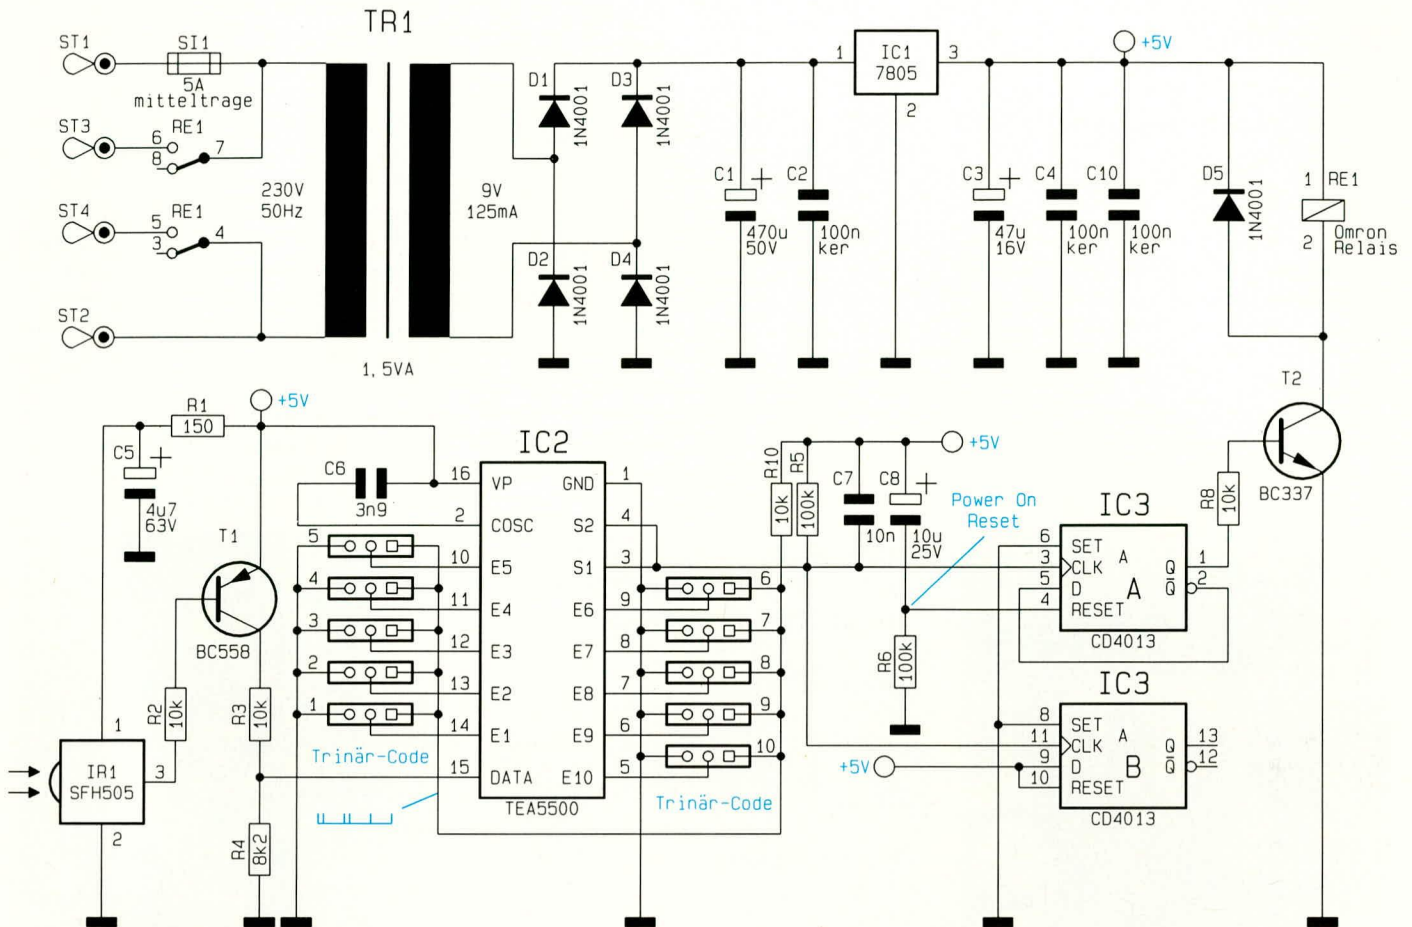 TR1
ST1
SI1
5A
mitteltrage
ST3
6
8
RE1
7
ST4
5
3
RE1
4
ST2
230V
50Hz
9V
125mA
1,5VA
D1
1N4001
D3
1N4001
D2
1N4001
D4
1N4001
C1
+
470u
50V
C2
100n
ker
1
IC1
7805
3
2
C3
+
47u
16V
C4
100n
ker
C10
100n
ker
+5V
D5
1N4001
1
RE1
2
Omron
Relais
T2
BC337
R8
10k
R1
150
+5V
C5
+
4u7
63V
T1
BC558
R2
10k
R3
10k
R4
8k2
1
IR1
SFH505
3
2
C6
3n9
IC2
16
VP
GND
1
2
COSC
S2
4
5
10
E5
S1
3
4
11
E4
E6
9
6
3
12
E3
E7
8
7
2
13
E2
E8
7
8
1
14
E1
E9
6
9
15
DATA
E10
5
10
TEA5500
Trinär-Code
Trinär-Code
R10
10k
R5
100k
C7
10n
C8
+
10u
25V
+5V
Power On
Reset
R6
100k
IC3
6
SET
A
3
CLK
Q
1
5
D
A
Q
2
4
RESET
CD4013
IC3
8
SET
A
11
CLK
Q
13
+5V
9
D
B
Q
12
10
RESET
CD4013